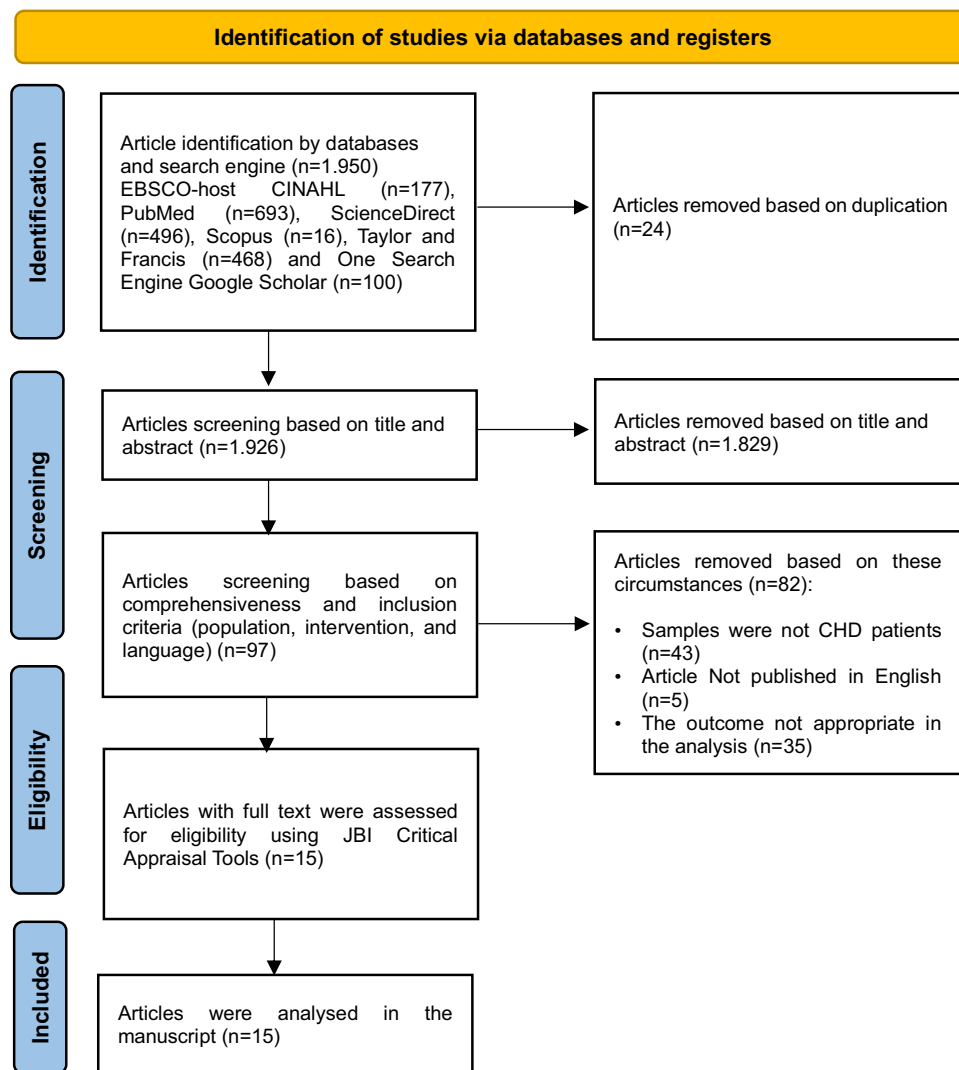 Identification of studies via databases and registers
Identification
Article identification by databases
and search engine (n=1.950)
EBSCO-host CINAHL (n=177),
PubMed (n=693), ScienceDirect
(n=496), Scopus (n=16), Taylor and
Francis (n=468) and One Search
Engine Google Scholar (n=100)
Articles removed based on duplication
(n=24)
Screening
Articles screening based on title and
abstract (n=1.926)
Articles removed based on title and
abstract (n=1.829)
Articles screening based on
comprehensiveness and inclusion
criteria (population, intervention, and
language) (n=97)
Articles removed based on these
circumstances (n=82):
• Samples were not CHD patients
(n=43)
• Article Not published in English
(n=5)
• The outcome not appropriate in
the analysis (n=35)
Eligibility
Articles with full text were assessed
for eligibility using JBI Critical
Appraisal Tools (n=15)
Included
Articles were analysed in the
manuscript (n=15)